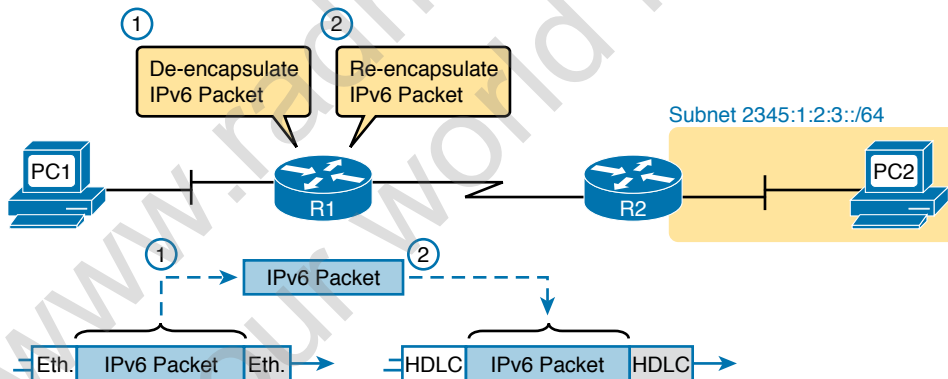 1
2
De-encapsulate
IPv6 Packet
Re-encapsulate
IPv6 Packet
Subnet 2345:1:2:3::/64
PC1
R1
R2
PC2
1
IPv6 Packet
2
Eth.
IPv6 Packet
Eth.
HDLC
IPv6 Packet
HDLC